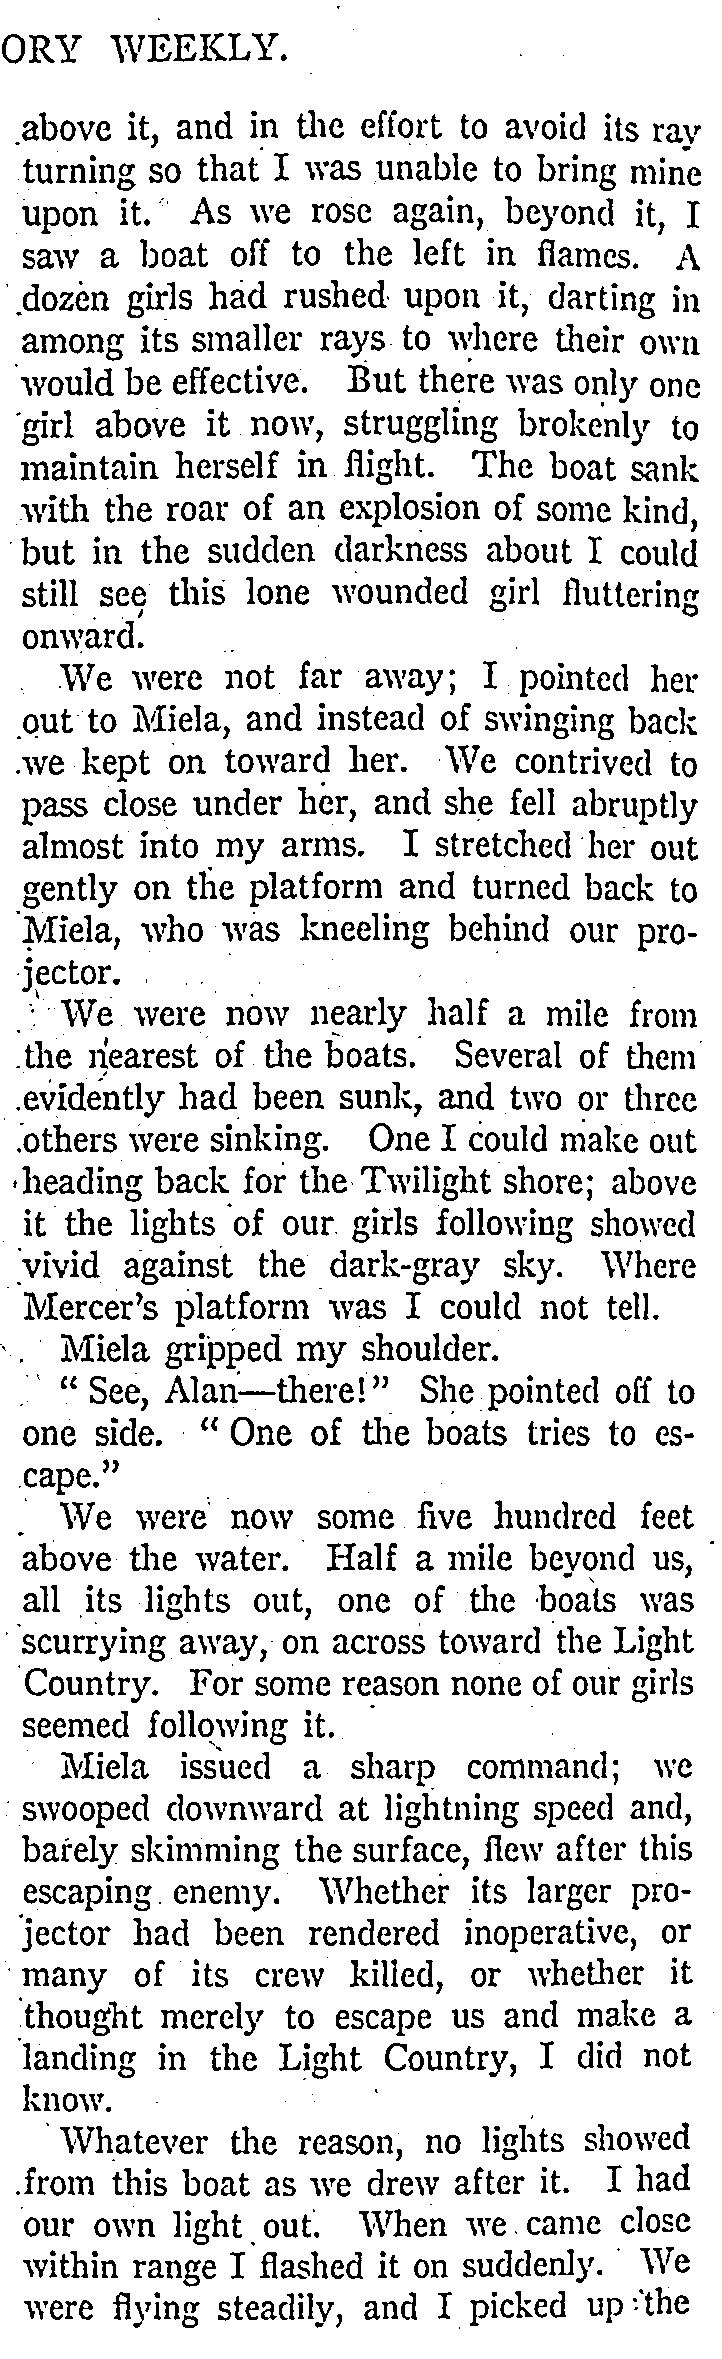 ORY WEEKLY.
above it, and in the effort to avoid its ray
turning so that I was unable to bring mine
upon it. As we rose again, beyond it, I
saw a boat off to the left in flames. A
dozen girls had rushed upon it, darting in
among its smaller rays to where their own
would be effective. But there was only one
girl above it now, struggling brokenly to
maintain herself in flight. The boat sank
with the roar of an explosion of some kind,
but in the sudden darkness about I could
still see this lone wounded girl fluttering
onward.
We were not far away; I pointed her
out to Miela, and instead of swinging back
we kept on toward her. We contrived to
pass close under her, and she fell abruptly
almost into my arms. I stretched her out
gently on the platform and turned back to
Miela, who was kneeling behind our pro-
jector.
We were now nearly half a mile from
the nearest of the boats. Several of them
evidently had been sunk, and two or three
others were sinking. One I could make out
heading back for the Twilight shore; above
it the lights of our girls following showed
vivid against the dark-gray sky. Where
Mercer's platform was I could not tell.
Miela gripped my shoulder.
" See, Alan—there!" She pointed off to
one side. " One of the boats tries to es-
cape."
We were now some five hundred feet
above the water. Half a mile beyond us,
all its lights out, one of the boats was
scurrying away, on across toward the Light
Country. For some reason none of our girls
seemed following it.
Miela issued a sharp command; we
swooped downward at lightning speed and,
barely skimming the surface, flew after this
escaping enemy. Whether its larger pro-
jector had been rendered inoperative, or
many of its crew killed, or whether it
thought merely to escape us and make a
landing in the Light Country, I did not
know.
Whatever the reason, no lights showed
from this boat as we drew after it. I had
our own light out. When we came close
within range I flashed it on suddenly. We
were flying steadily, and I picked up the